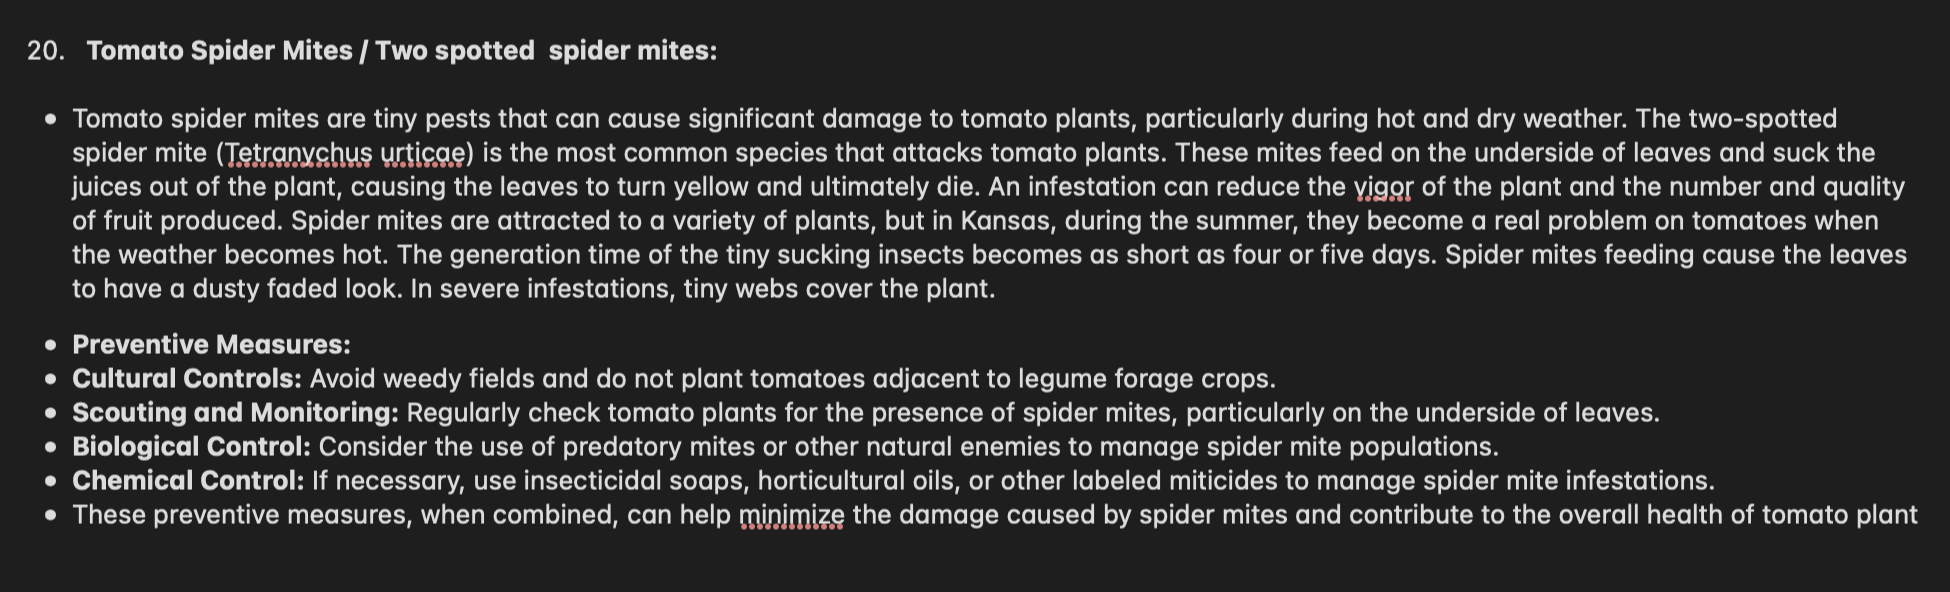 20. Tomato Spider Mites / Two spotted  spider mites:
• Tomato spider mites are tiny pests that can cause significant damage to tomato plants, particularly during hot and dry weather. The two-spotted
spider mite (Tetranychus urticae) is the most common species that attacks tomato plants. These mites feed on the underside of leaves and suck the
juices out of the plant, causing the leaves to turn yellow and ultimately die. An infestation can reduce the vigor of the plant and the number and quality
of fruit produced. Spider mites are attracted to a variety of plants, but in Kansas, during the summer, they become a real problem on tomatoes when
the weather becomes hot. The generation time of the tiny sucking insects becomes as short as four or five days. Spider mites feeding cause the leaves
to have a dusty faded look. In severe infestations, tiny webs cover the plant.
• Preventive Measures:
• Cultural Controls: Avoid weedy fields and do not plant tomatoes adjacent to legume forage crops.
• Scouting and Monitoring: Regularly check tomato plants for the presence of spider mites, particularly on the underside of leaves.
• Biological Control: Consider the use of predatory mites or other natural enemies to manage spider mite populations.
• Chemical Control: If necessary, use insecticidal soaps, horticultural oils, or other labeled miticides to manage spider mite infestations.
• These preventive measures, when combined, can help minimize the damage caused by spider mites and contribute to the overall health of tomato plant